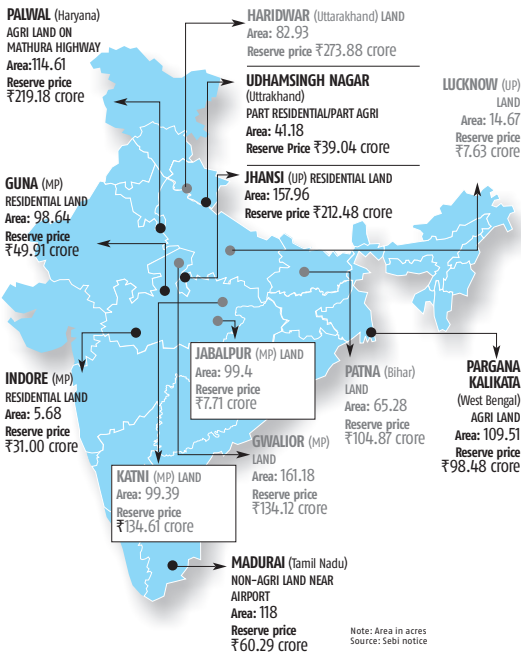 PALWAL (Haryana)
AGRI LAND ON
MATHURA HIGHWAY
Area:114.61
Reserve price
₹219.18 crore
HARIDWAR (Uttarakhand) LAND
Area: 82.93
Reserve price ₹273.88 crore
UDHAMSINGH NAGAR
(Uttrakhand)
PART RESIDENTIAL/PART AGRI
Area: 41.18
Reserve Price ₹39.04 crore
LUCKNOW (UP)
LAND
Area: 14.67
Reserve price
₹7.63 crore
JHANSI (UP) RESIDENTIAL LAND
Area: 157.96
Reserve price ₹212.48 crore
GUNA (MP)
RESIDENTIAL LAND
Area: 98.64
Reserve price
₹49.91 crore
INDORE (MP)
RESIDENTIAL LAND
Area: 5.68
Reserve price
₹31.00 crore
JABALPUR (MP) LAND
Area: 99.4
Reserve price
₹7.71 crore
PATNA (Bihar)
LAND
Area: 65.28
Reserve price
₹104.87 crore
PARGANA
KALIKATA
(West Bengal)
AGRI LAND
Area: 109.51
Reserve price
₹98.48 crore
GWALIOR (MP)
LAND
Area: 161.18
Reserve price
₹134.12 crore
KATNI (MP) LAND
Area: 99.39
Reserve price
₹134.61 crore
MADURAI (Tamil Nadu)
NON-AGRI LAND NEAR
AIRPORT
Area: 118
Reserve price
₹60.29 crore
Note: Area in acres
Source: Sebi notice